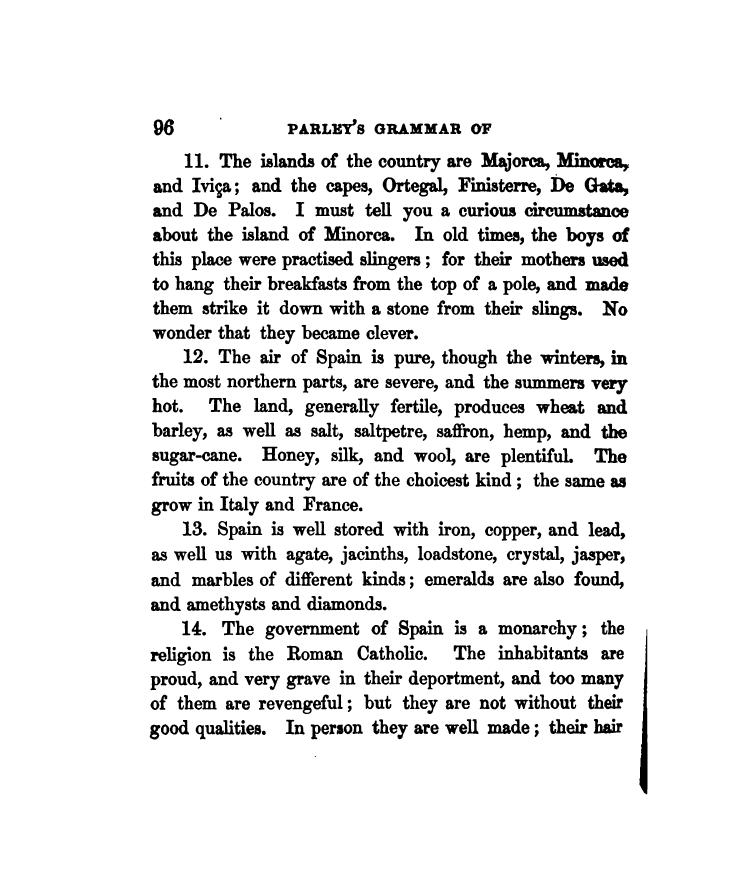 96 PARLEY'S GRAMMAR OF
11. The islands of the country are Majorca, Minorca,
and Iviça; and the capes, Ortegal, Finisterre, De Gata,
and De Palos. I must tell you a curious circumstance
about the island of Minorca. In old times, the boys of
this place were practised slingers; for their mothers used
to hang their breakfasts from the top of a pole, and made
them strike it down with a stone from their slings. No
wonder that they became clever.
12. The air of Spain is pure, though the winters, in
the most northern parts, are severe, and the summers very
hot. The land, generally fertile, produces wheat and
barley, as well as salt, saltpetre, saffron, hemp, and the
sugar-cane. Honey, silk, and wool, are plentiful. The
fruits of the country are of the choicest kind; the same as
grow in Italy and France.
13. Spain is well stored with iron, copper, and lead,
as well us with agate, jacinths, loadstone, crystal, jasper,
and marbles of different kinds; emeralds are also found,
and amethysts and diamonds.
14. The government of Spain is a monarchy; the
religion is the Roman Catholic. The inhabitants are
proud, and very grave in their deportment, and too many
of them are revengeful; but they are not without their
good qualities. In person they are well made; their hair